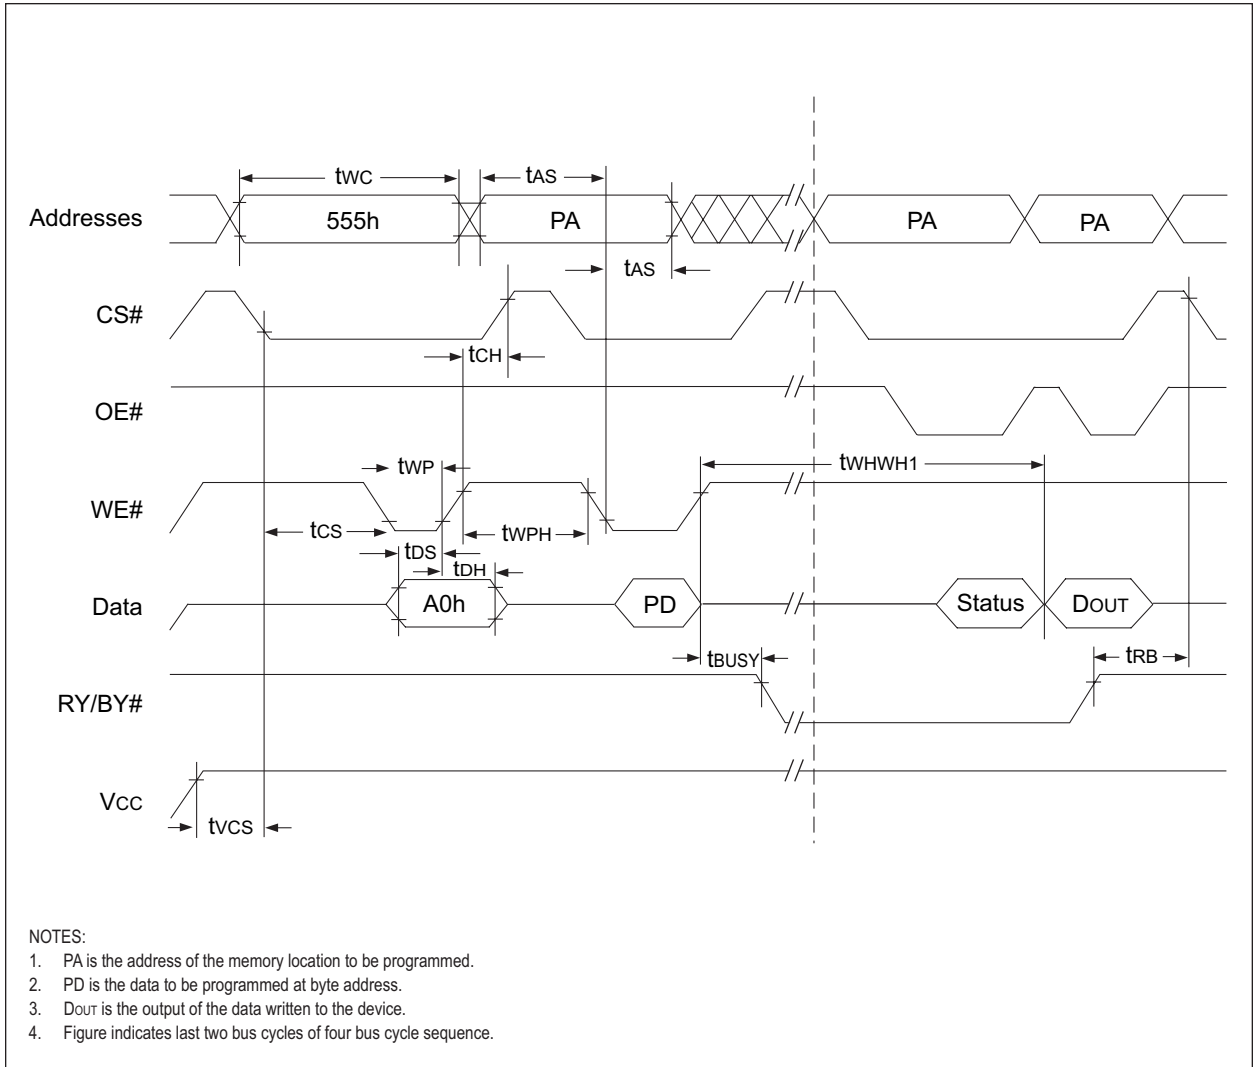 tWC
tAS
Addresses
555h
PA
PA
PA
tAS
CS#
tCH
OE#
tWP
tWHWH1
WE#
tCS
tWPH
tDS
tDH
Data
A0h
PD
Status
DOUT
tBUSY
tRB
RY/BY#
VCC
tVCS
NOTES:
1. PA is the address of the memory location to be programmed.
2. PD is the data to be programmed at byte address.
3. DOUT is the output of the data written to the device.
4. Figure indicates last two bus cycles of four bus cycle sequence.